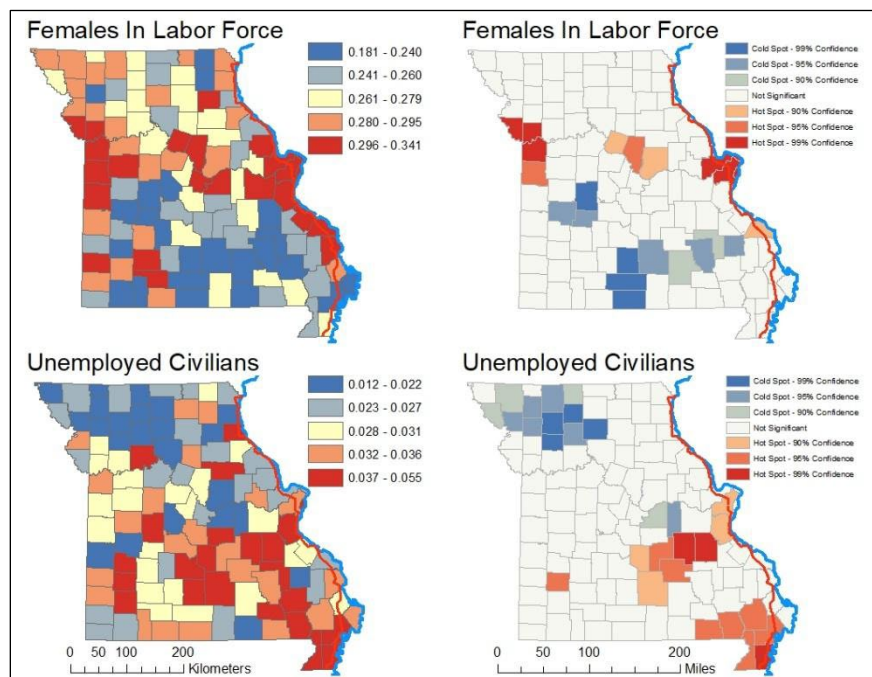 Females In Labor Force
0.181 - 0.240
0.241 - 0.260
0.261 - 0.279
0.280 - 0.295
0.296 - 0.341
Cold Spot - 99% Confidence
Cold Spot - 95% Confidence
Cold Spot - 90% Confidence
Not Significant
Hot Spot - 90% Confidence
Hot Spot - 95% Confidence
Hot Spot - 99% Confidence
Unemployed Civilians
0.012 - 0.022
0.023 - 0.027
0.028 - 0.031
0.032 - 0.036
0.037 - 0.055
Unemployed Civilians
Cold Spot - 99% Confidence
Cold Spot - 95% Confidence
Cold Spot - 90% Confidence
Not Significant
Hot Spot - 90% Confidence
Hot Spot - 95% Confidence
Hot Spot - 99% Confidence
0 50 100 200
Kilometers
0 50 100 200
Miles